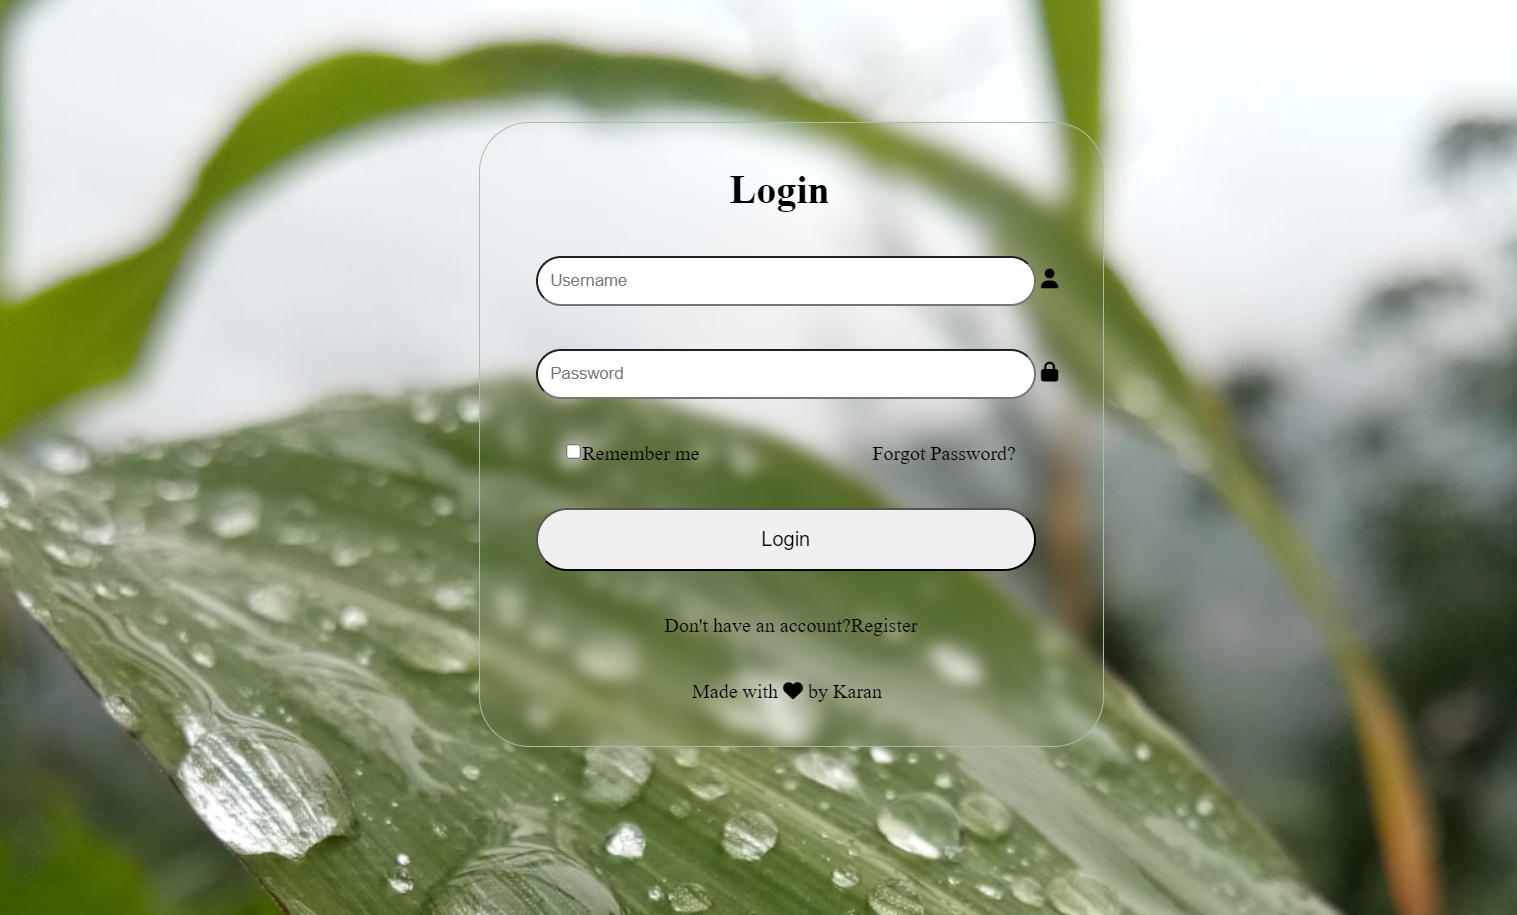 Login
Username
Password
Remember me Forgot Password?
Login
Don't have an account?Register
Made with ♥ by Karan